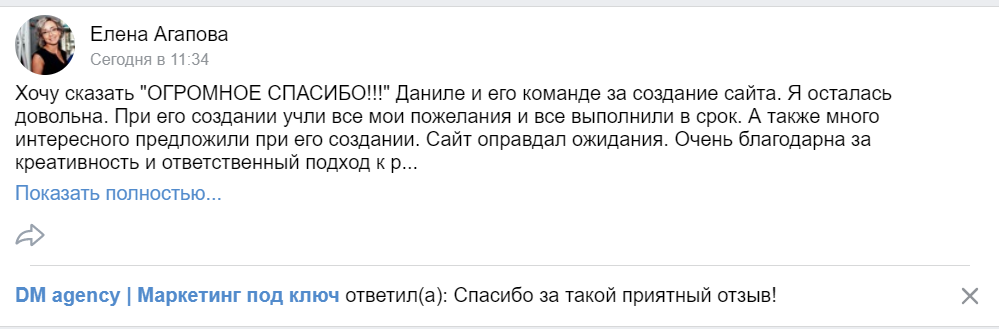 Елена Агапова
Сегодня в 11:34
Хочу сказать "ОГРОМНОЕ СПАСИБО!!!" Даниле и его команде за создание сайта. Я осталась
довольна. При его создании учли все мои пожелания и все выполнили в срок. А также много
интересного предложили при его создании. Сайт оправдал ожидания. Очень благодарна за
креативность и ответственный подход к р...
Показать полностью...
DM agency | Маркетинг под ключ ответил(а): Спасибо за такой приятный отзыв!